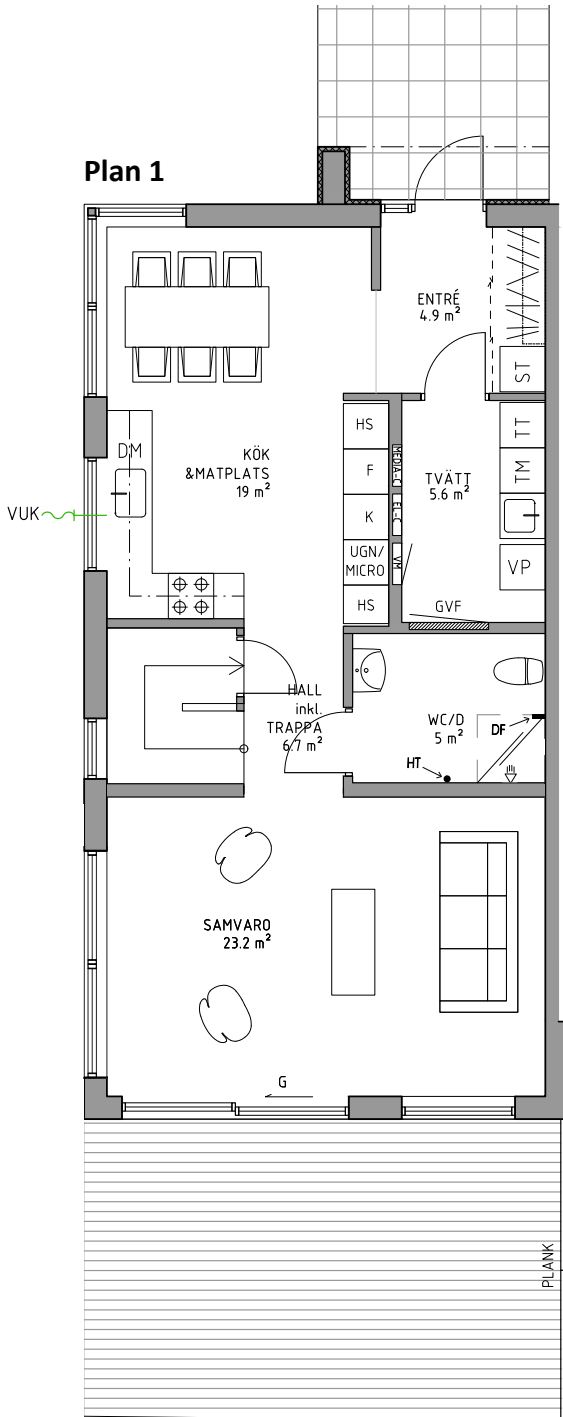 Plan 1
ENTRÉ
4.9 m²
ST
HS
TT
MEDIA-C
DM
KÖK
&MATPLATS
19 m²
F
TVÄTT
5.6 m²
TM
VUK
K
EL-C
UGN/
MICRO
VM
VP
HS
GVF
HALL
inkl.
TRAPPA
6.7 m²
WC/D
5 m²
DF
HT
SAMVARO
23.2 m²
G
PLANK